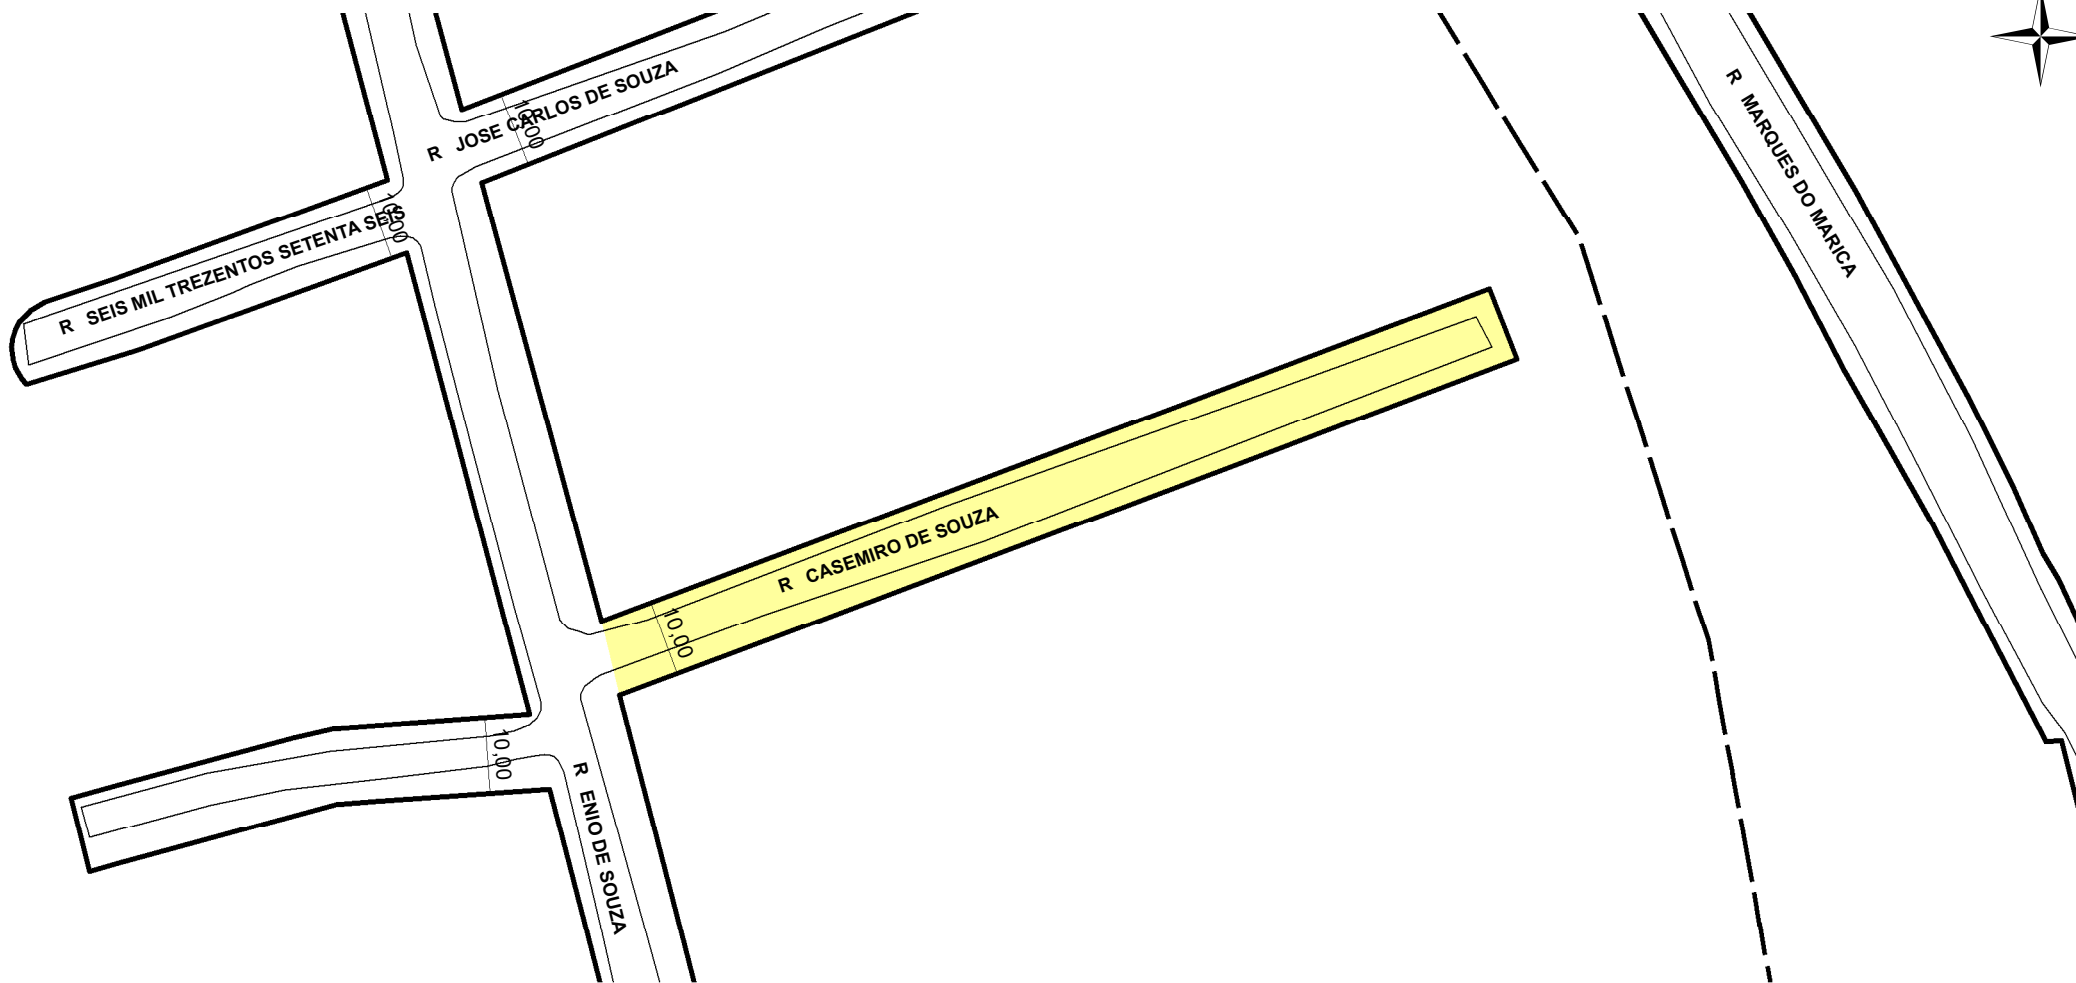 R MARQUES DO MARICA
R JOSE CARLOS DE SOUZA
10,00
R SEIS MIL TREZENTOS SETENTA SEIS
10,00
R CASEMIRO DE SOUZA
10,00
10,00
R ENIO DE SOUZA